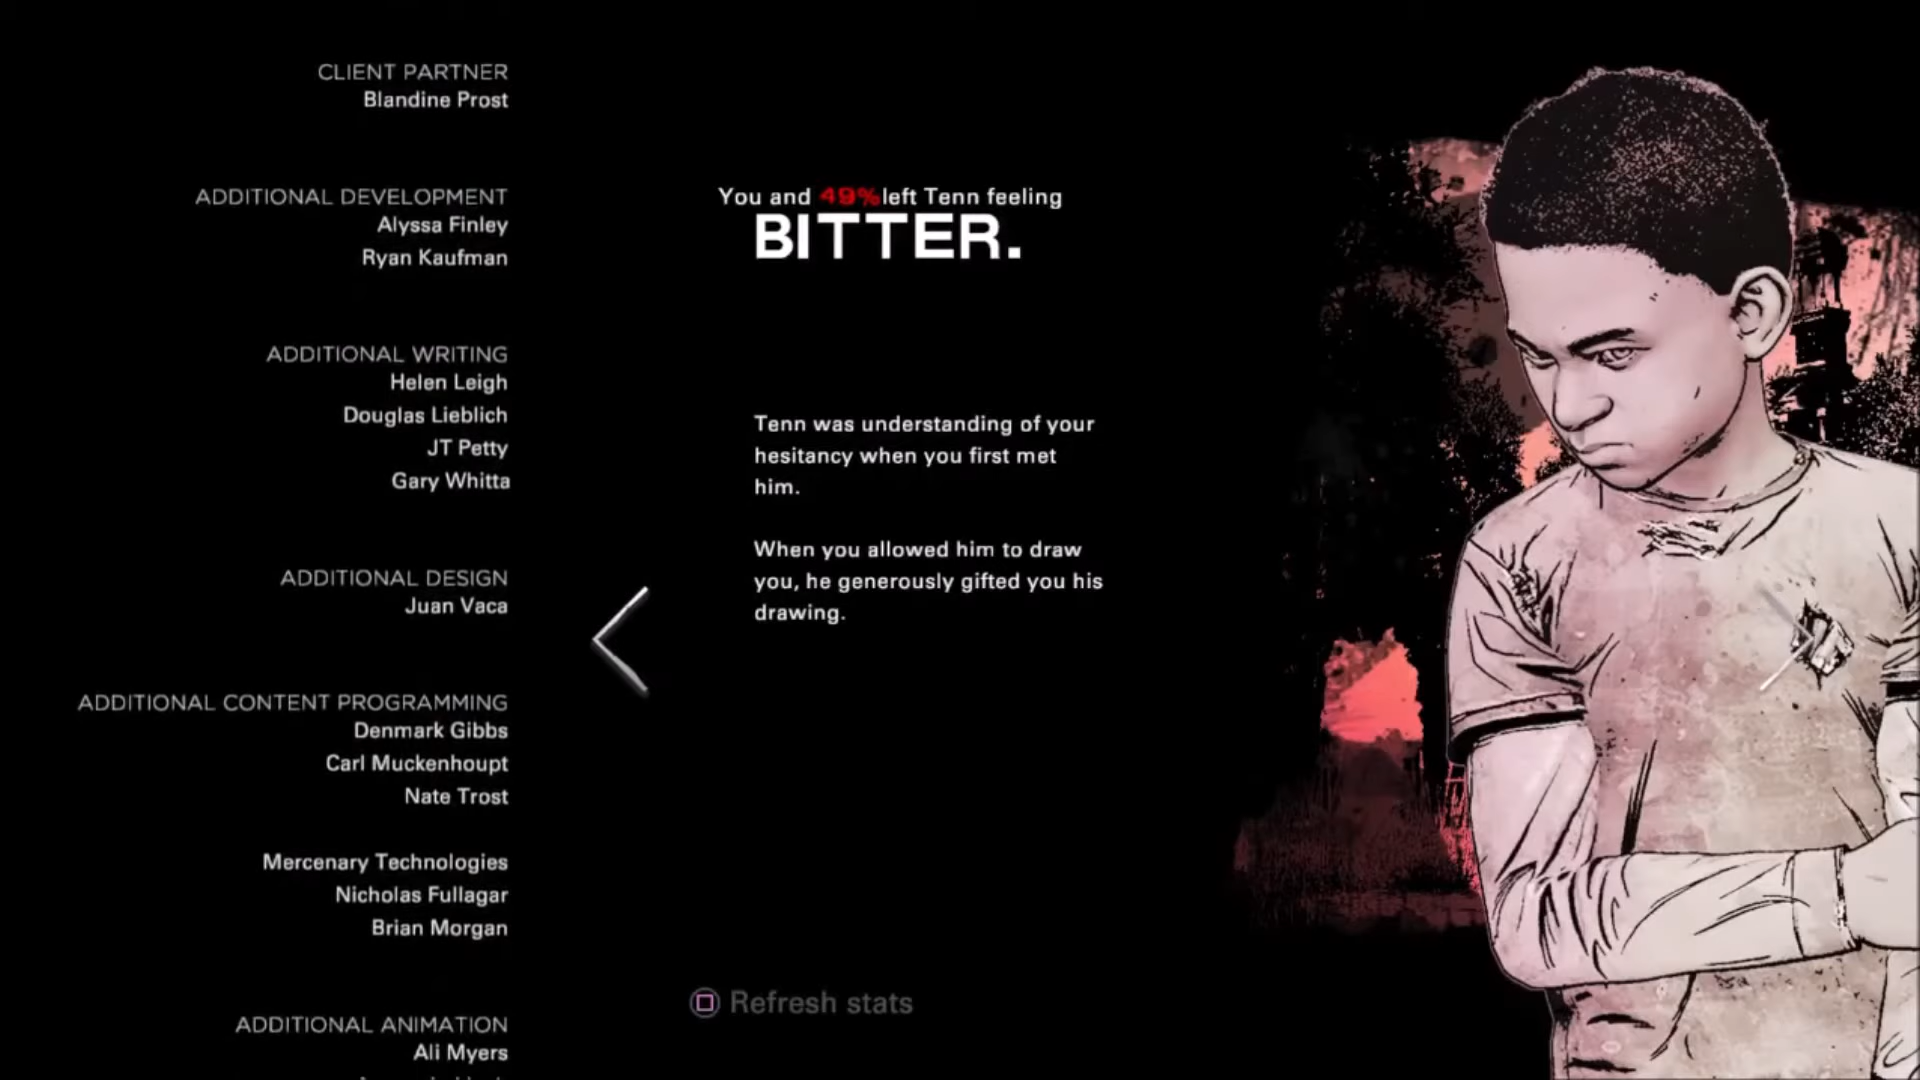 CLIENT PARTNER
Blandine Prost
ADDITIONAL DEVELOPMENT
Alyssa Finley
Ryan Kaufman
ADDITIONAL WRITING
Helen Leigh
Douglas Lieblich
JT Petty
Gary Whitta
ADDITIONAL DESIGN
Juan Vaca
ADDITIONAL CONTENT PROGRAMMING
Denmark Gibbs
Carl Muckenhoupt
Nate Trost
Mercenary Technologies
Nicholas Fullagar
Brian Morgan
ADDITIONAL ANIMATION
Ali Myers
You and 49% left Tenn feeling
BITTER.
Tenn was understanding of your
hesitancy when you first met
him.
When you allowed him to draw
you, he generously gifted you his
drawing.
Refresh stats